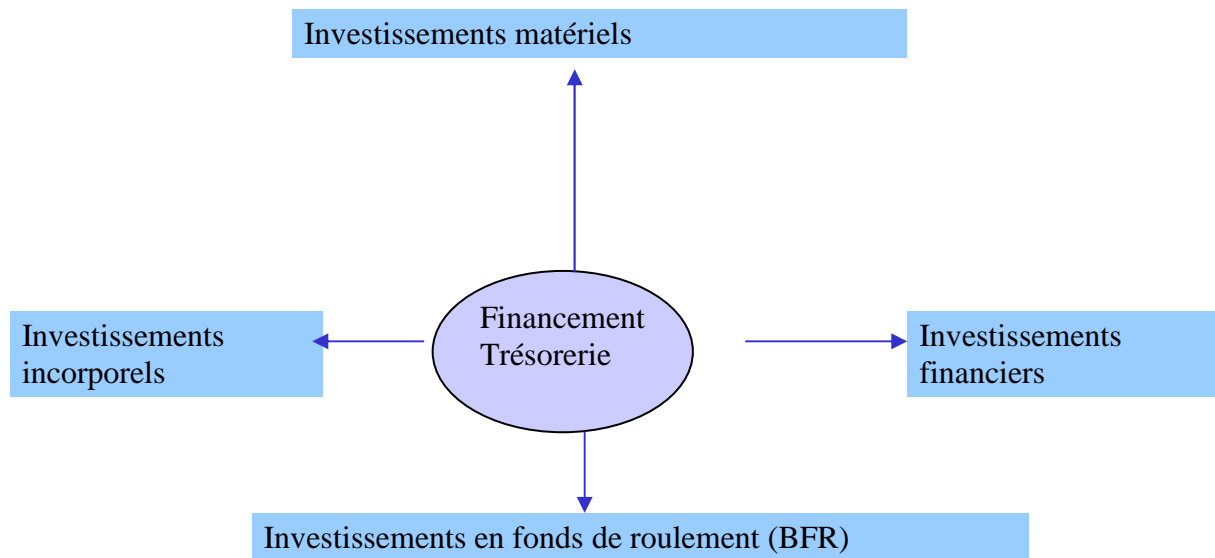 Investissements matériels
Financement
Trésorerie
Investissements
incorporels
Investissements
financiers
Investissements en fonds de roulement (BFR)